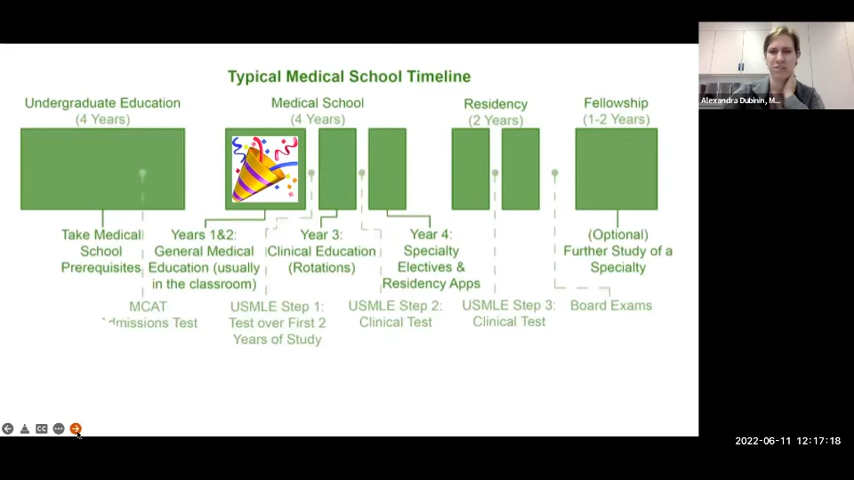 Typical Medical School Timeline
Undergraduate Education
(4 Years)
Medical School
(4 Years)
Residency
(2 Years)
Fellowship
(1-2 Years)
Take Medical
School
Prerequisites
Years 1&2:
General Medical
Education (usually
in the classroom)
Year 3:
Clinical Education
(Rotations)
Year 4:
Specialty
Electives &
Residency Apps
(Optional)
Further Study of a
Specialty
MCAT
Admissions Test
USMLE Step 1:
Test over First 2
Years of Study
USMLE Step 2:
Clinical Test
USMLE Step 3:
Clinical Test
Board Exams
Alexandra Dubinin, M...
CC
2022-06-11 12:17:18